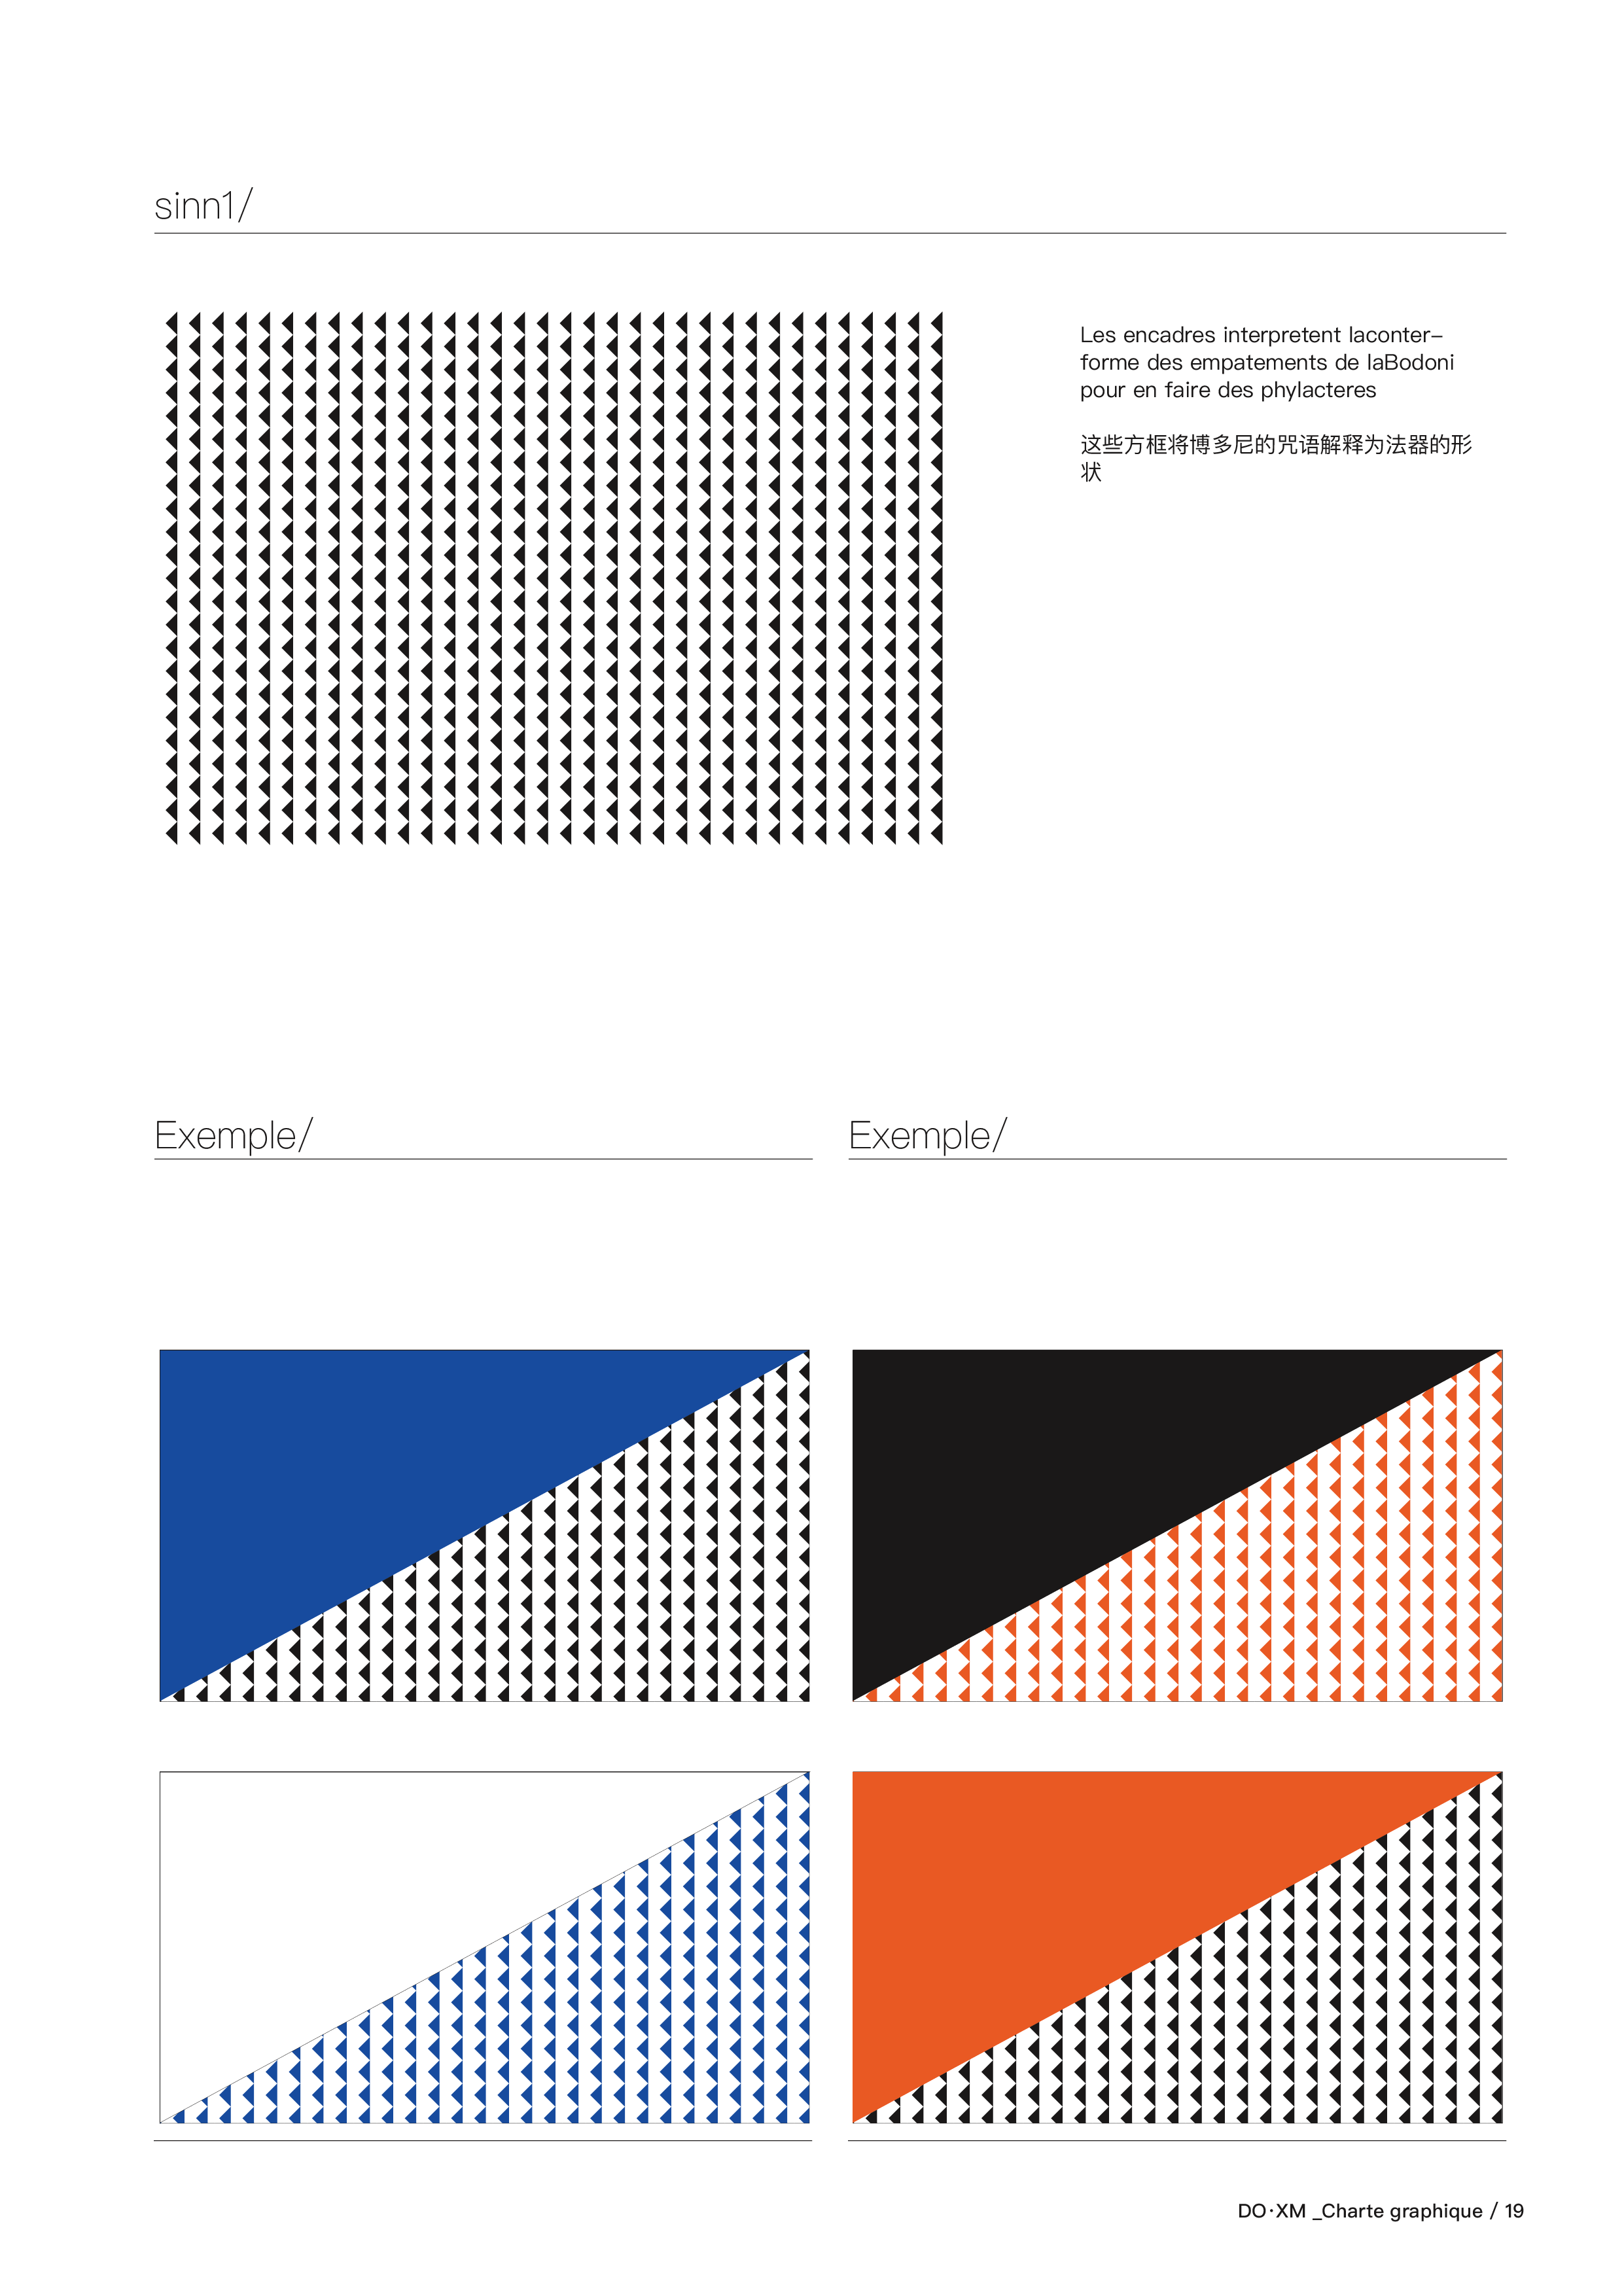 sinn1/
Les encadres interpretent laconter-
forme des empatements de laBodoni
pour en faire des phylacteres
这些方框将博多尼的咒语解释为法器的形
状
Exemple/
Exemple/
DO·XM _Charte graphique / 19